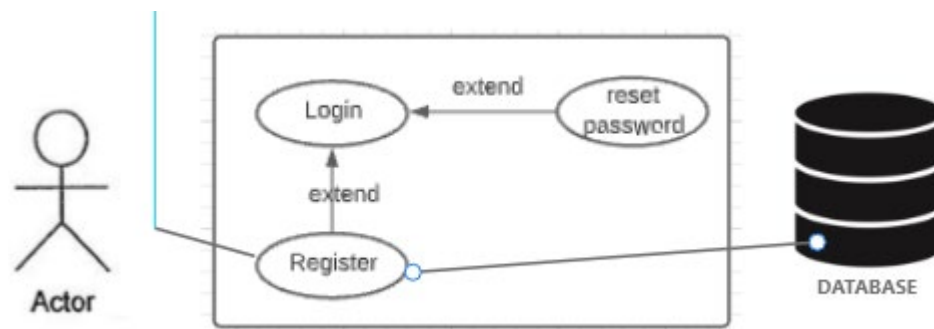 extend
Login
reset
password
extend
Register
DATABASE
Actor